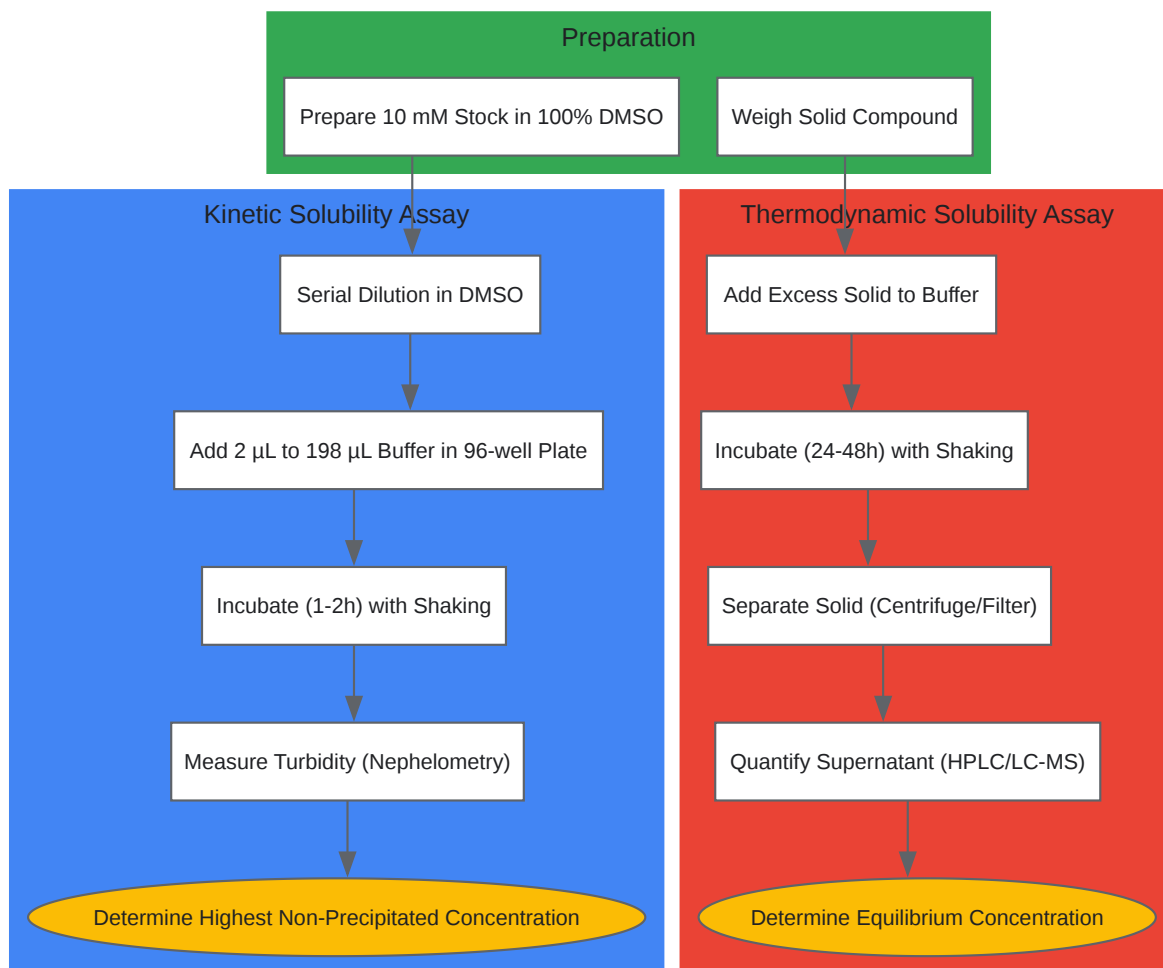 Preparation
Prepare 10 mM Stock in 100% DMSO
Weigh Solid Compound
Kinetic Solubility Assay
Serial Dilution in DMSO
Add 2 µL to 198 µL Buffer in 96-well Plate
Incubate (1-2h) with Shaking
Measure Turbidity (Nephelometry)
Determine Highest Non-Precipitated Concentration
Thermodynamic Solubility Assay
Add Excess Solid to Buffer
Incubate (24-48h) with Shaking
Separate Solid (Centrifuge/Filter)
Quantify Supernatant (HPLC/LC-MS)
Determine Equilibrium Concentration